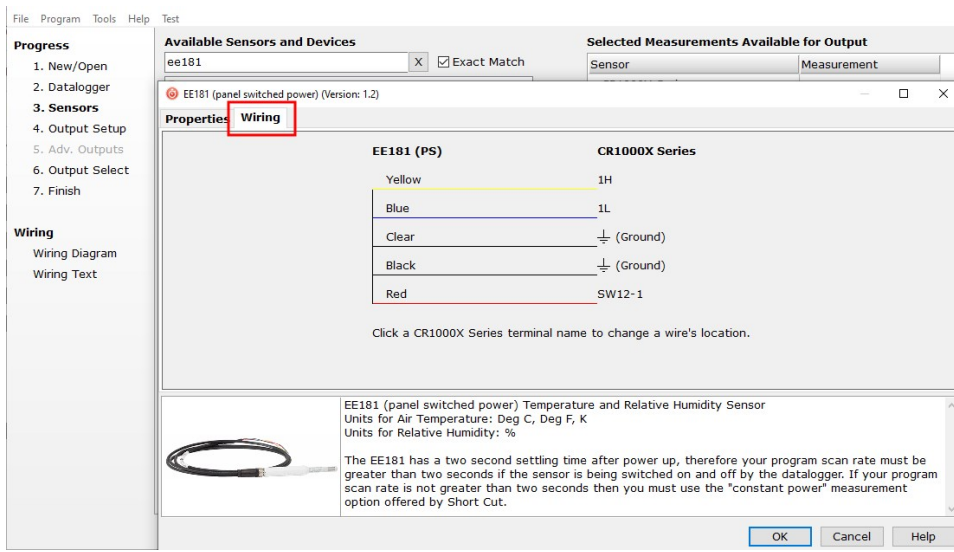 File Program Tools Help Test
Progress
1. New/Open
2. Datalogger
3. Sensors
4. Output Setup
5. Adv. Outputs
6. Output Select
7. Finish
Wiring
Wiring Diagram
Wiring Text
Available Sensors and Devices
ee181 X Exact Match
Selected Measurements Available for Output
Sensor Measurement
EE181 (panel switched power) (Version: 1.2)
Properties Wiring
EE181 (PS) CR1000X Series
Yellow 1H
Blue 1L
Clear (Ground)
Black (Ground)
Red SW12-1
Click a CR1000X Series terminal name to change a wire's location.
EE181 (panel switched power) Temperature and Relative Humidity Sensor
Units for Air Temperature: Deg C, Deg F, K
Units for Relative Humidity: %
The EE181 has a two second settling time after power up, therefore your program scan rate must be
greater than two seconds if the sensor is being switched on and off by the datalogger. If your program
scan rate is not greater than two seconds then you must use the "constant power" measurement
option offered by Short Cut.
OK Cancel Help